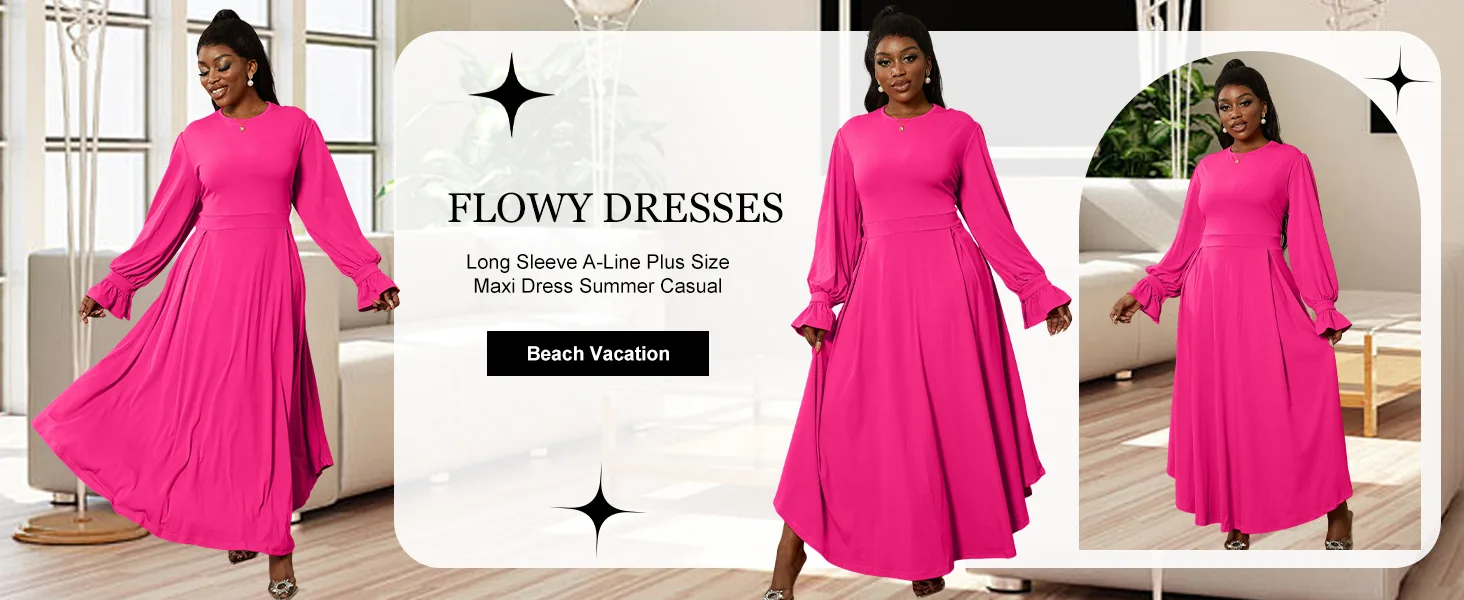 FLOWY DRESSES
Long Sleeve A-Line Plus Size
Maxi Dress Summer Casual
Beach Vacation